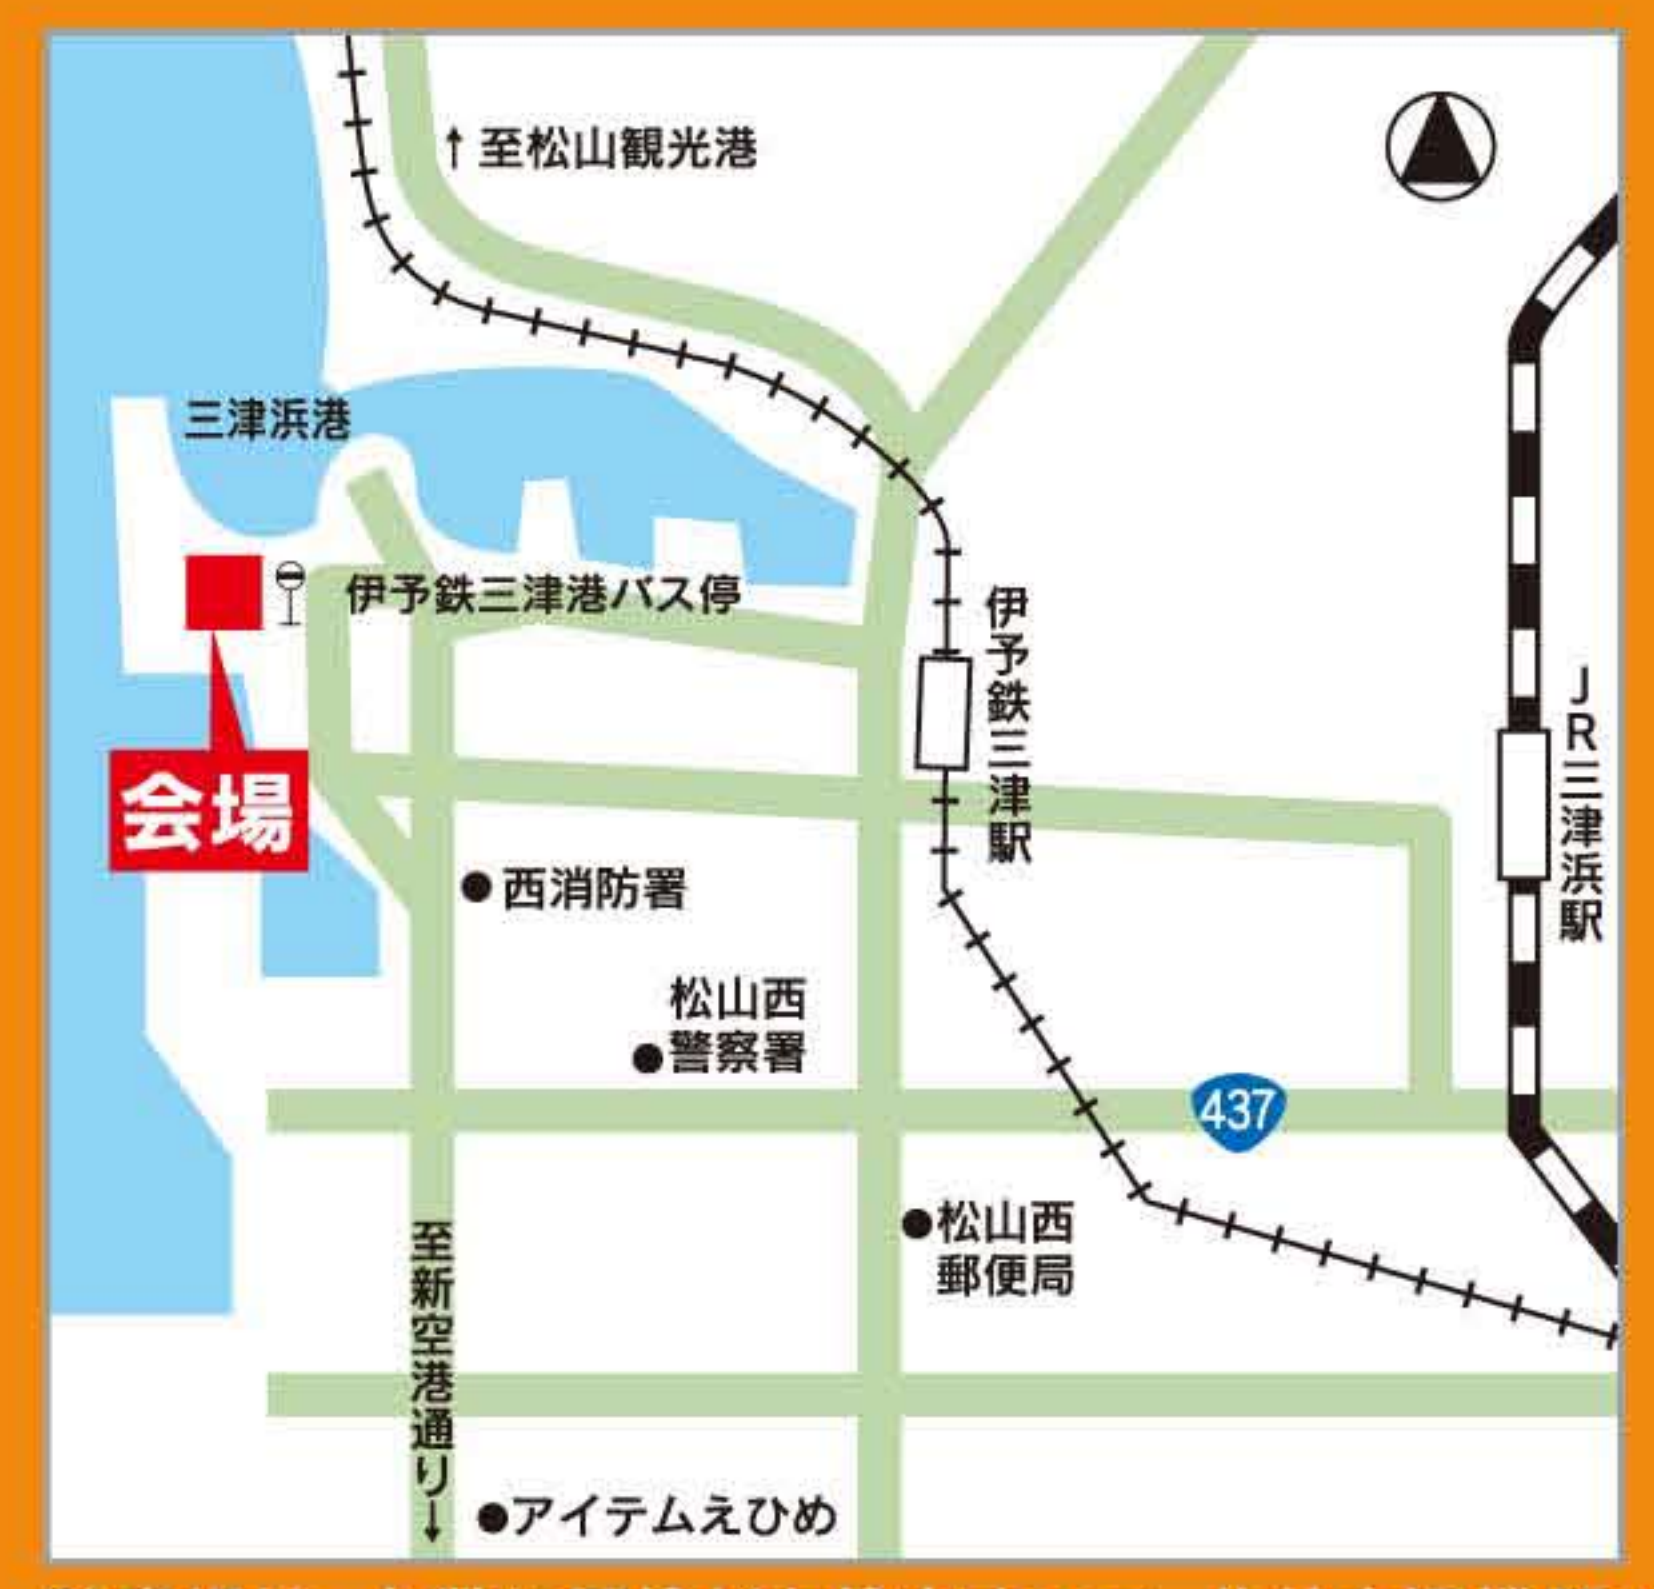 ↑至松山観光港
三津浜港
伊予鉄三津港バス停
伊予鉄三津駅
JR三津浜駅
会場
●西消防署
松山西
●警察署
437
●松山西
郵便局
至新空港通り↓
●アイテムえひめ